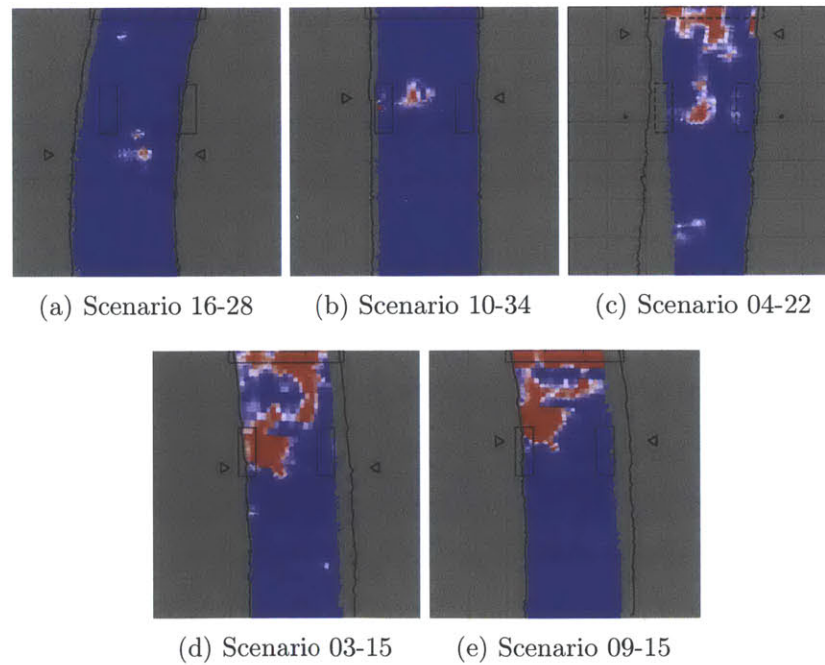 (a) Scenario 16-28
(b) Scenario 10-34
(c) Scenario 04-22
(d) Scenario 03-15
(e) Scenario 09-15